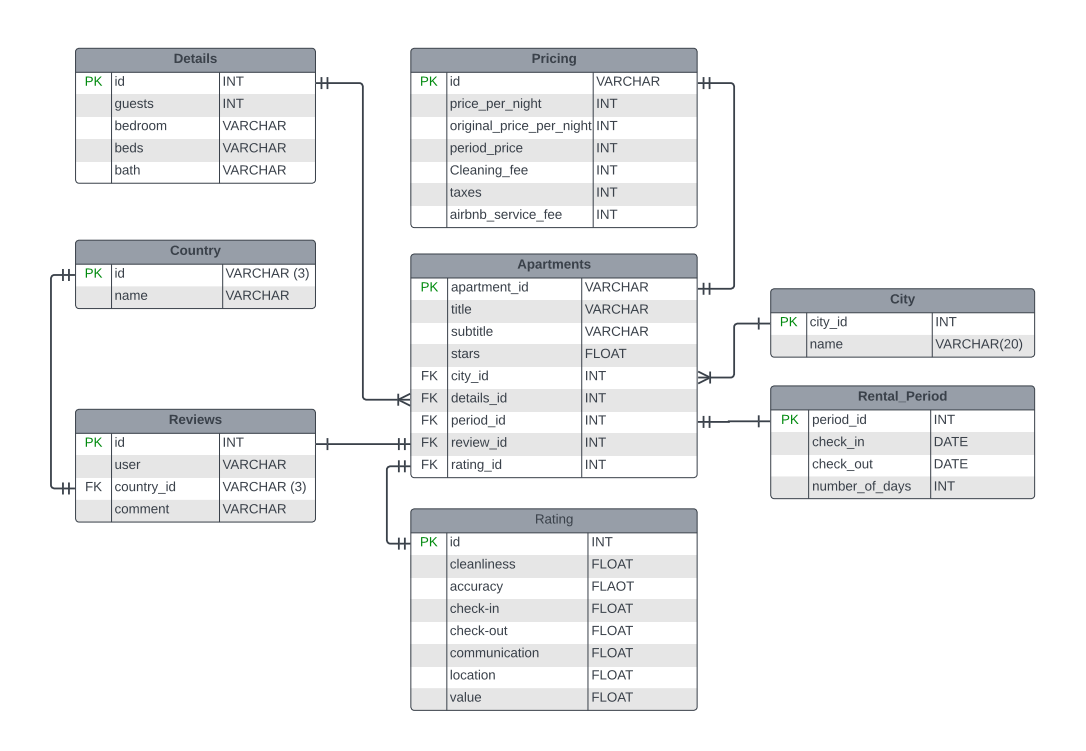 Details
PK id INT
guests INT
bedroom VARCHAR
beds VARCHAR
bath VARCHAR
Pricing
PK id VARCHAR
price_per_night INT
original_price_per_night INT
period_price INT
Cleaning_fee INT
taxes INT
airbnb_service_fee INT
Country
PK id VARCHAR (3)
name VARCHAR
Apartments
PK apartment_id VARCHAR
title VARCHAR
subtitle VARCHAR
stars FLOAT
FK city_id INT
FK details_id INT
FK period_id INT
FK review_id INT
FK rating_id INT
City
PK city_id INT
name VARCHAR(20)
Rental_Period
PK period_id INT
check_in DATE
check_out DATE
number_of_days INT
Reviews
PK id INT
user VARCHAR
FK country_id VARCHAR (3)
comment VARCHAR
Rating
PK id INT
cleanliness FLOAT
accuracy FLAOT
check-in FLOAT
check-out FLOAT
communication FLOAT
location FLOAT
value FLOAT